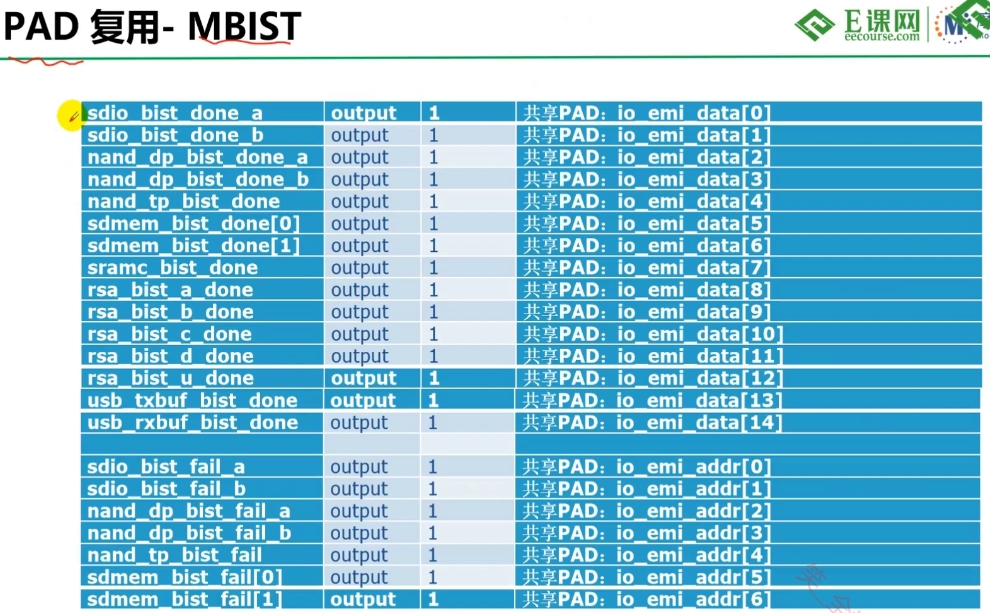 PAD 复用- MBIST
E课网
eecourse.com
sdio_bist_done_a output 1 共享PAD：io_emi_data[0]
sdio_bist_done_b output 1 共享PAD：io_emi_data[1]
nand_dp_bist_done_a output 1 共享PAD：io_emi_data[2]
nand_dp_bist_done_b output 1 共享PAD：io_emi_data[3]
nand_tp_bist_done output 1 共享PAD：io_emi_data[4]
sdmem_bist_done[0] output 1 共享PAD：io_emi_data[5]
sdmem_bist_done[1] output 1 共享PAD：io_emi_data[6]
sramc_bist_done output 1 共享PAD：io_emi_data[7]
rsa_bist_a_done output 1 共享PAD：io_emi_data[8]
rsa_bist_b_done output 1 共享PAD：io_emi_data[9]
rsa_bist_c_done output 1 共享PAD：io_emi_data[10]
rsa_bist_d_done output 1 共享PAD：io_emi_data[11]
rsa_bist_u_done output 1 共享PAD：io_emi_data[12]
usb_txbuf_bist_done output 1 共享PAD：io_emi_data[13]
usb_rxbuf_bist_done output 1 共享PAD：io_emi_data[14]
sdio_bist_fail_a output 1 共享PAD：io_emi_addr[0]
sdio_bist_fail_b output 1 共享PAD：io_emi_addr[1]
nand_dp_bist_fail_a output 1 共享PAD：io_emi_addr[2]
nand_dp_bist_fail_b output 1 共享PAD：io_emi_addr[3]
nand_tp_bist_fail output 1 共享PAD：io_emi_addr[4]
sdmem_bist_fail[0] output 1 共享PAD：io_emi_addr[5]
sdmem_bist_fail[1] output 1 共享PAD：io_emi_addr[6]